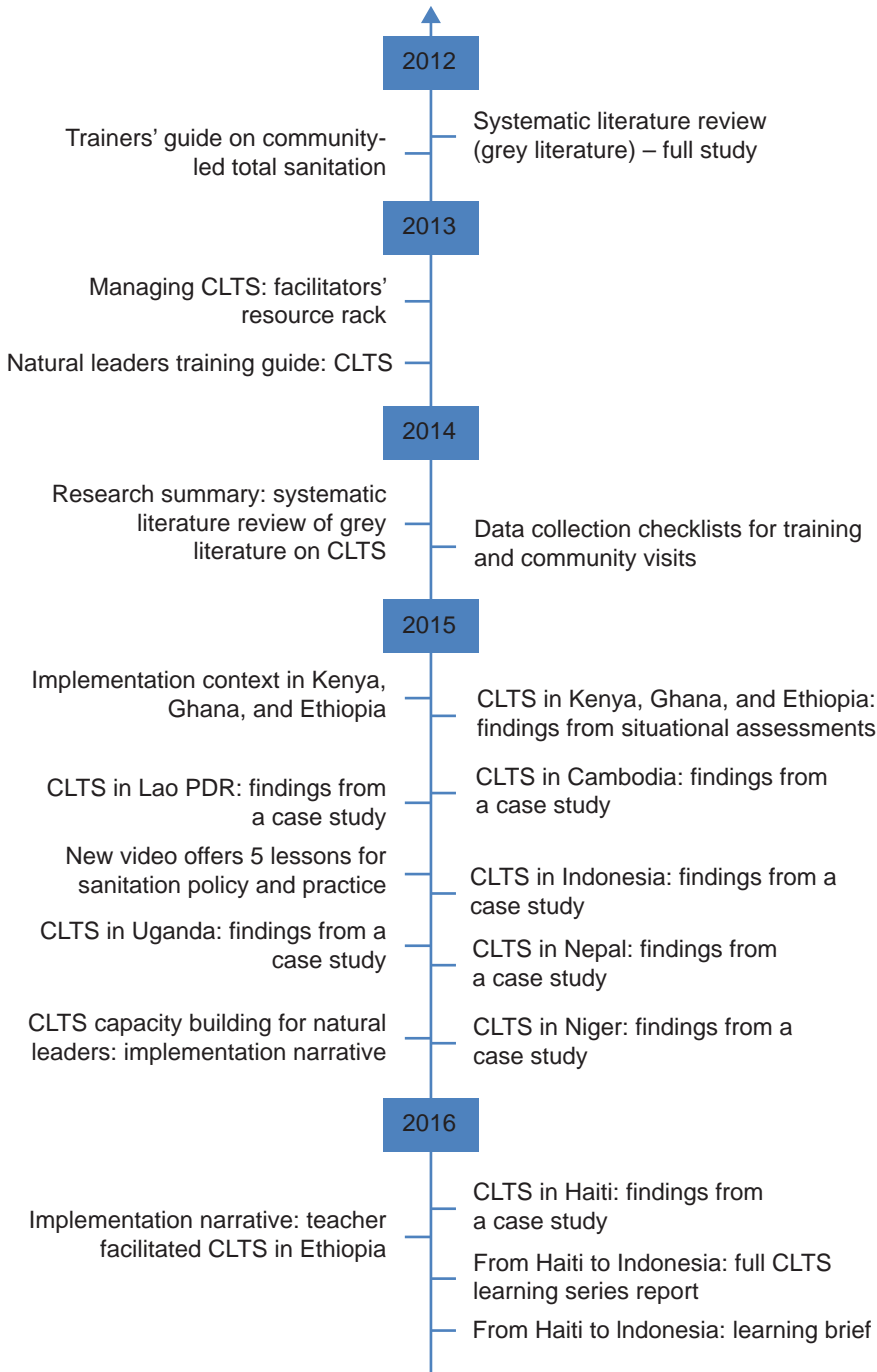 2012
Trainers’ guide on community-
led total sanitation
Systematic literature review
(grey literature) – full study
2013
Managing CLTS: facilitators’
resource rack
Natural leaders training guide: CLTS
2014
Research summary: systematic
literature review of grey
literature on CLTS
Data collection checklists for training
and community visits
2015
Implementation context in Kenya,
Ghana, and Ethiopia
CLTS in Kenya, Ghana, and Ethiopia:
findings from situational assessments
CLTS in Lao PDR: findings from
a case study
CLTS in Cambodia: findings from
a case study
New video offers 5 lessons for
sanitation policy and practice
CLTS in Indonesia: findings from a
case study
CLTS in Uganda: findings from a
case study
CLTS in Nepal: findings from
a case study
CLTS capacity building for natural
leaders: implementation narrative
CLTS in Niger: findings from a
case study
2016
CLTS in Haiti: findings from
a case study
Implementation narrative: teacher
facilitated CLTS in Ethiopia
From Haiti to Indonesia: full CLTS
learning series report
From Haiti to Indonesia: learning brief